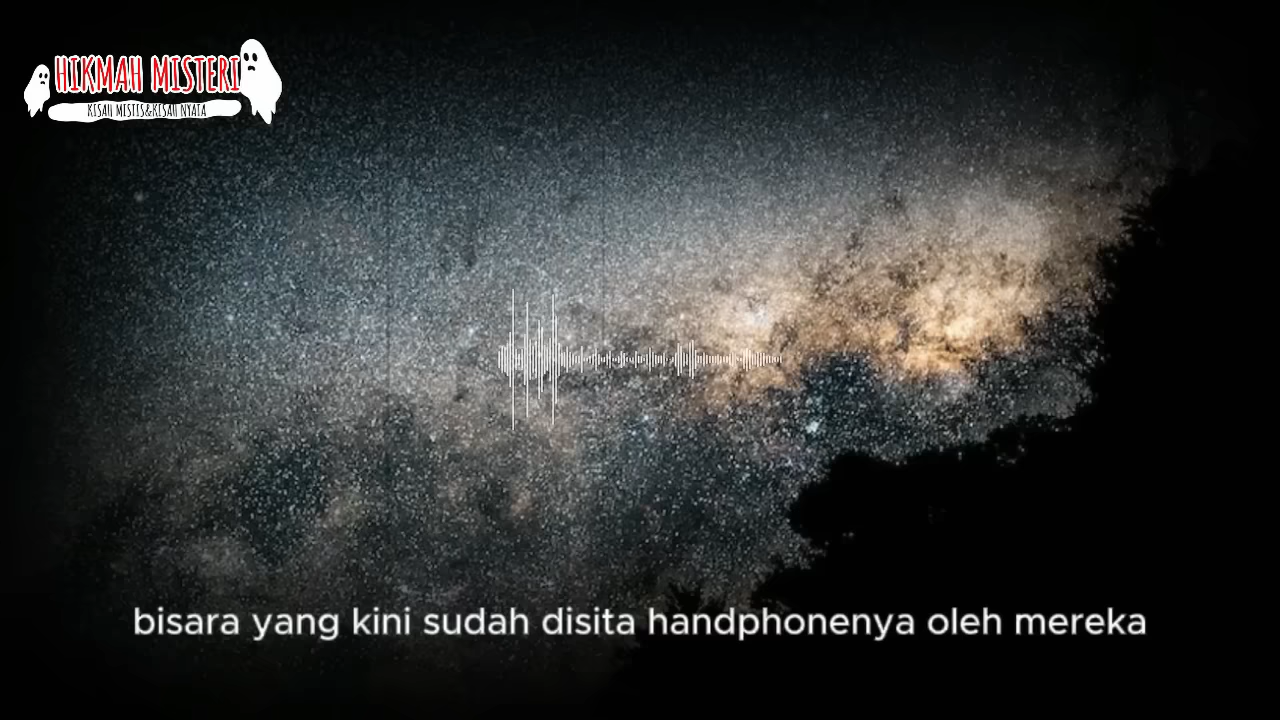 HIKMAH MISTERI
KISAH MISTIS&KISAH NYATA
bisara yang kini sudah disita handphonenya oleh mereka